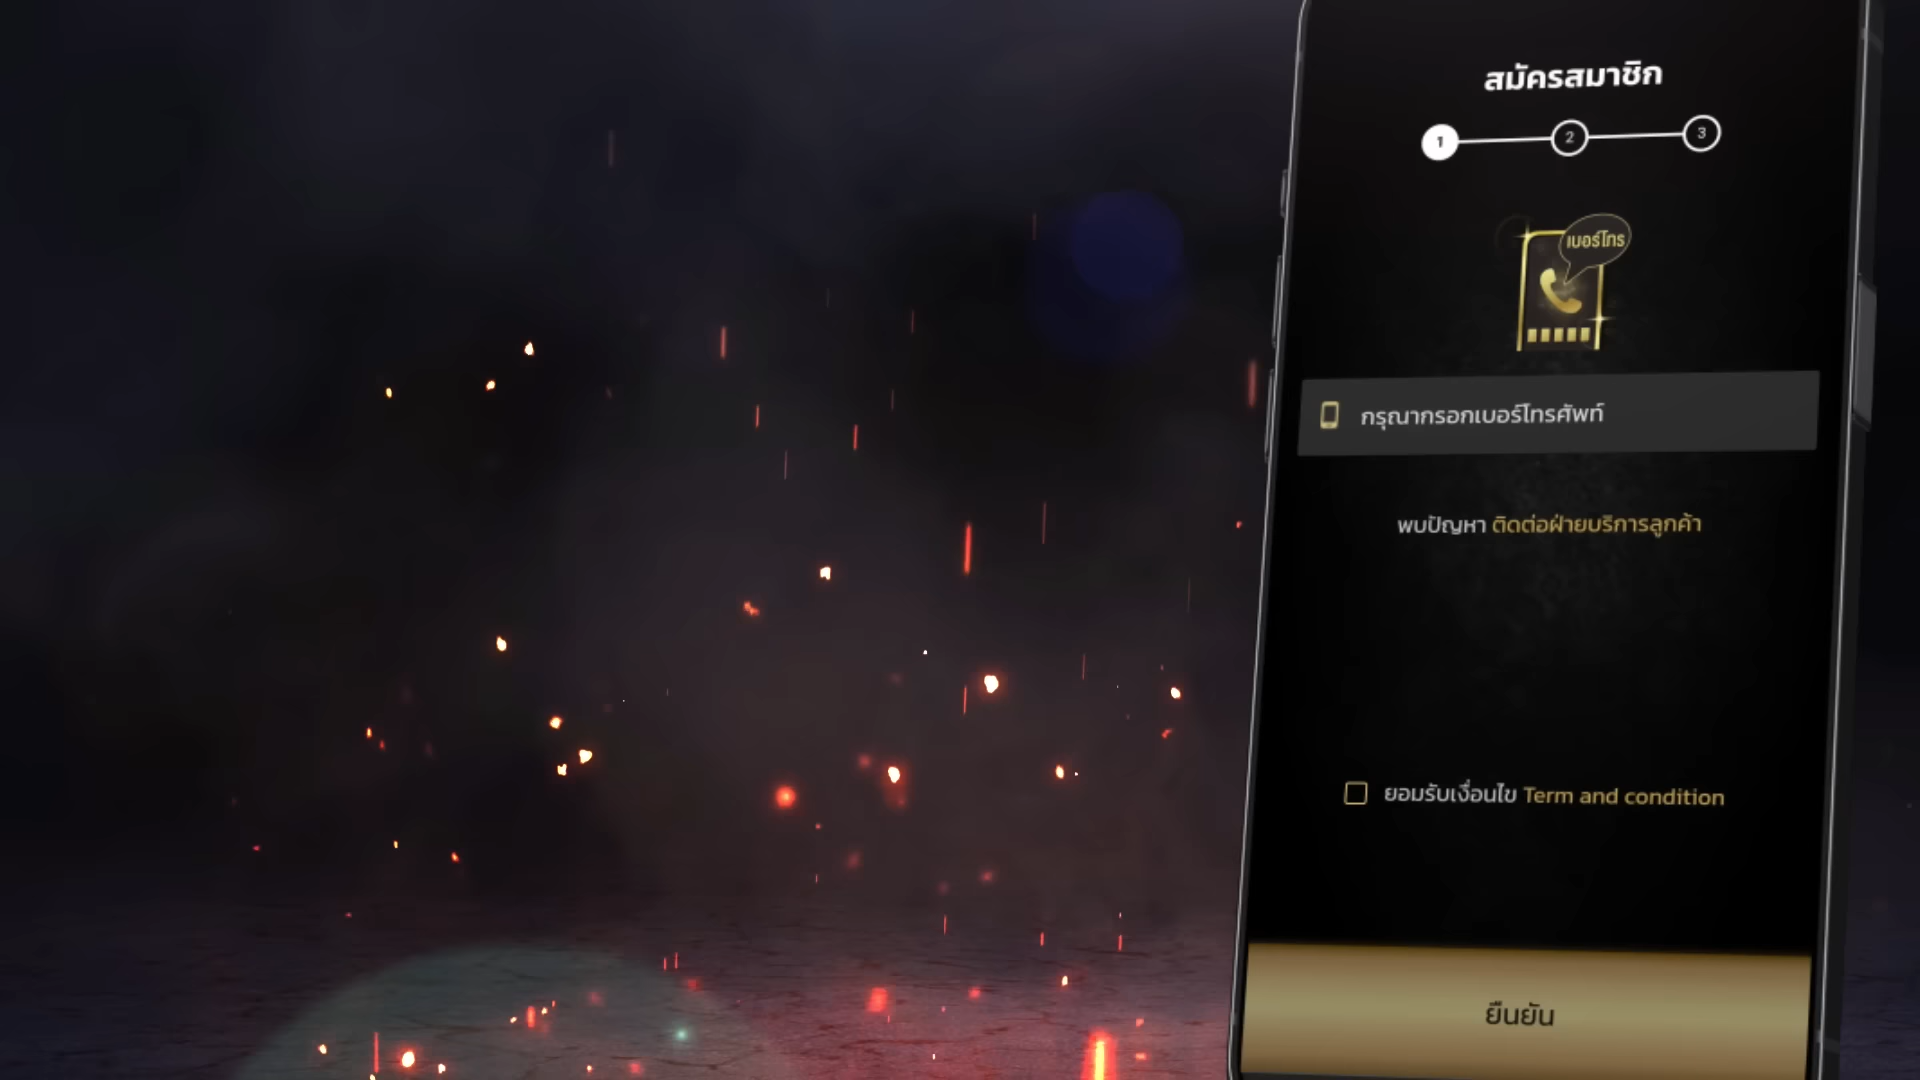 สมัครสมาชิก
1 2 3
เบอร์โทร
กรุณากรอกเบอร์โทรศัพท์
พบปัญหา ติดต่อฝ่ายบริการลูกค้า
ยอมรับเงื่อนไข Term and condition
ยืนยัน